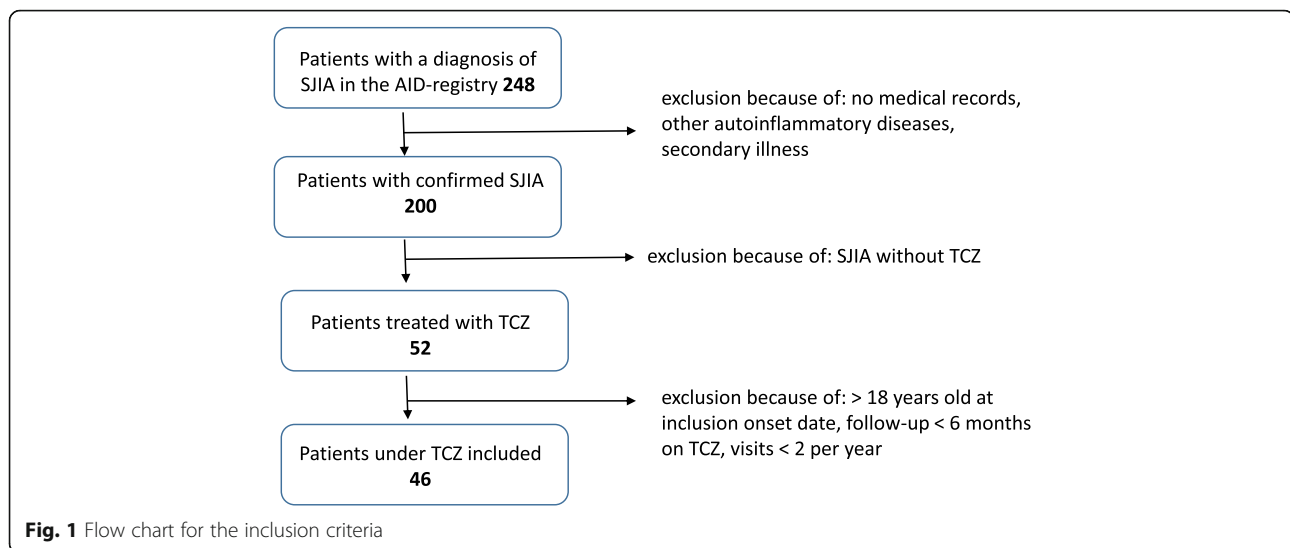 Patients with a diagnosis of
SJIA in the AID-registry 248
exclusion because of: no medical records,
other autoinflammatory diseases,
secondary illness
Patients with confirmed SJIA
200
exclusion because of: SJIA without TCZ
Patients treated with TCZ
52
exclusion because of: > 18 years old at
inclusion onset date, follow-up < 6 months
on TCZ, visits < 2 per year
Patients under TCZ included
46
Fig. 1 Flow chart for the inclusion criteria